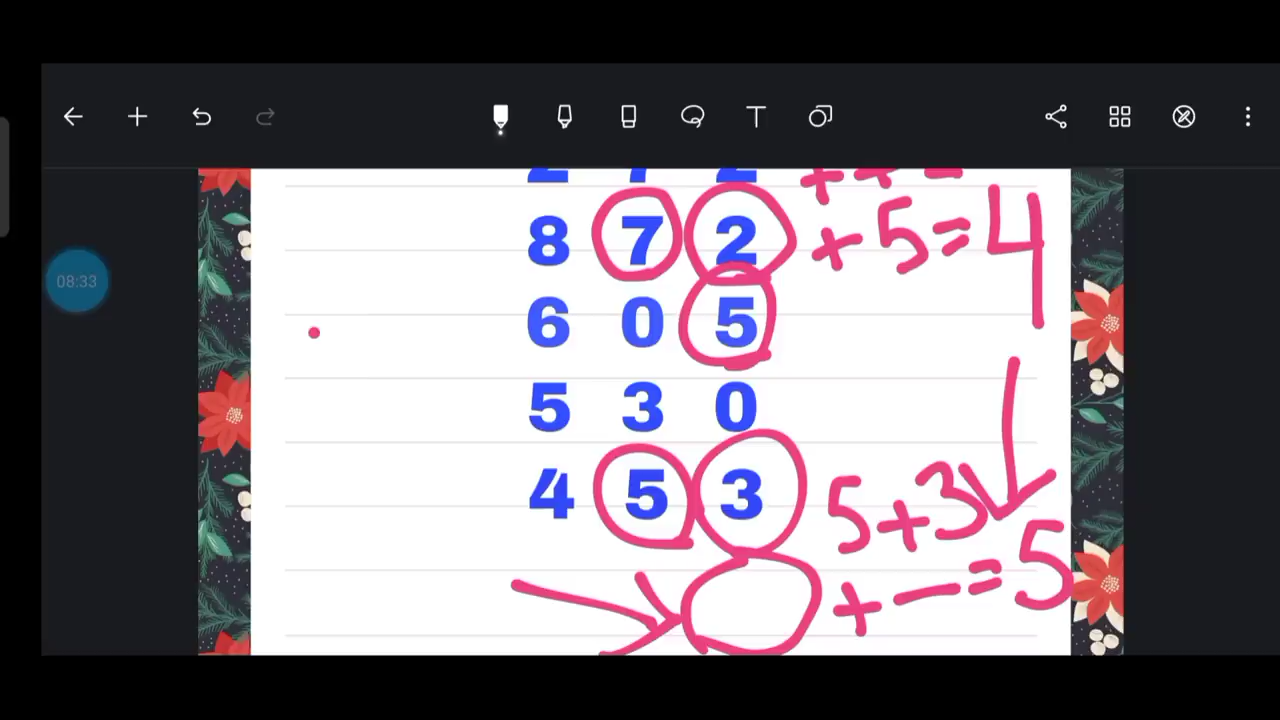 8 7 2 + 5 = 4
08:33
6 0 5
5 3 0
4 5 3 5+3
+ — = 5